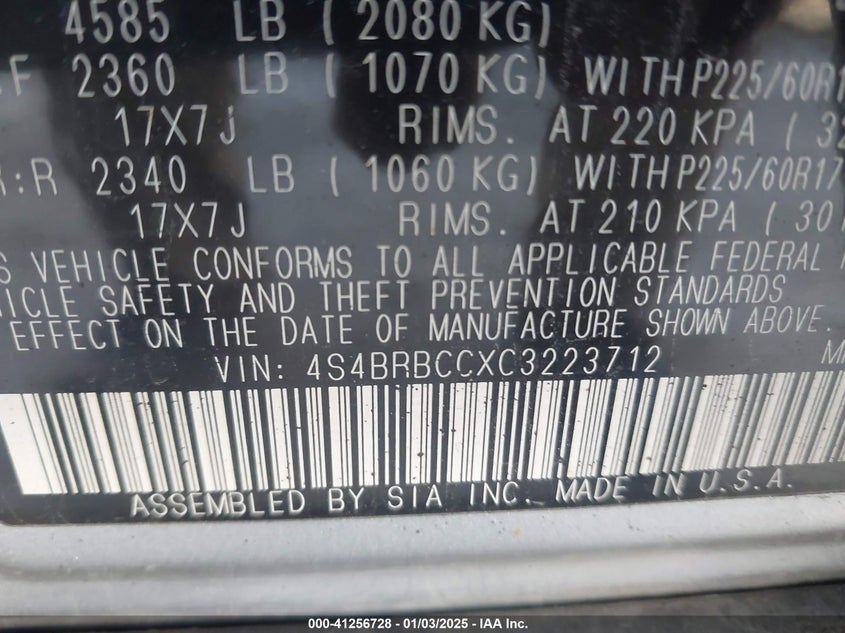 4585 LB ( 2080 KG)
F 2360 LB ( 1070 KG) WITH P225/60R1
17X7J RIMS. AT 220 KPA ( 32
:R 2340 LB ( 1060 KG) WITH P225/60R17
17X7J RIMS. AT 210 KPA ( 30
S VEHICLE CONFORMS TO ALL APPLICABLE FEDERAL
HICLE SAFETY AND THEFT PREVENTION STANDARDS
EFFECT ON THE DATE OF MANUFACTURE SHOWN ABOVE.
VIN: 4S4BRBCCXC3223712
ASSEMBLED BY SIA INC. MADE IN U.S.A.
000-41256728 - 01/03/2025 - IAA Inc.